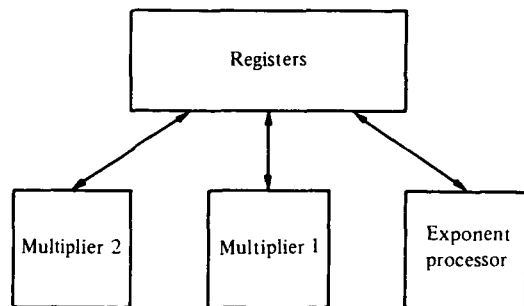 Registers
Multiplier 2
Multiplier 1
Exponent
processor